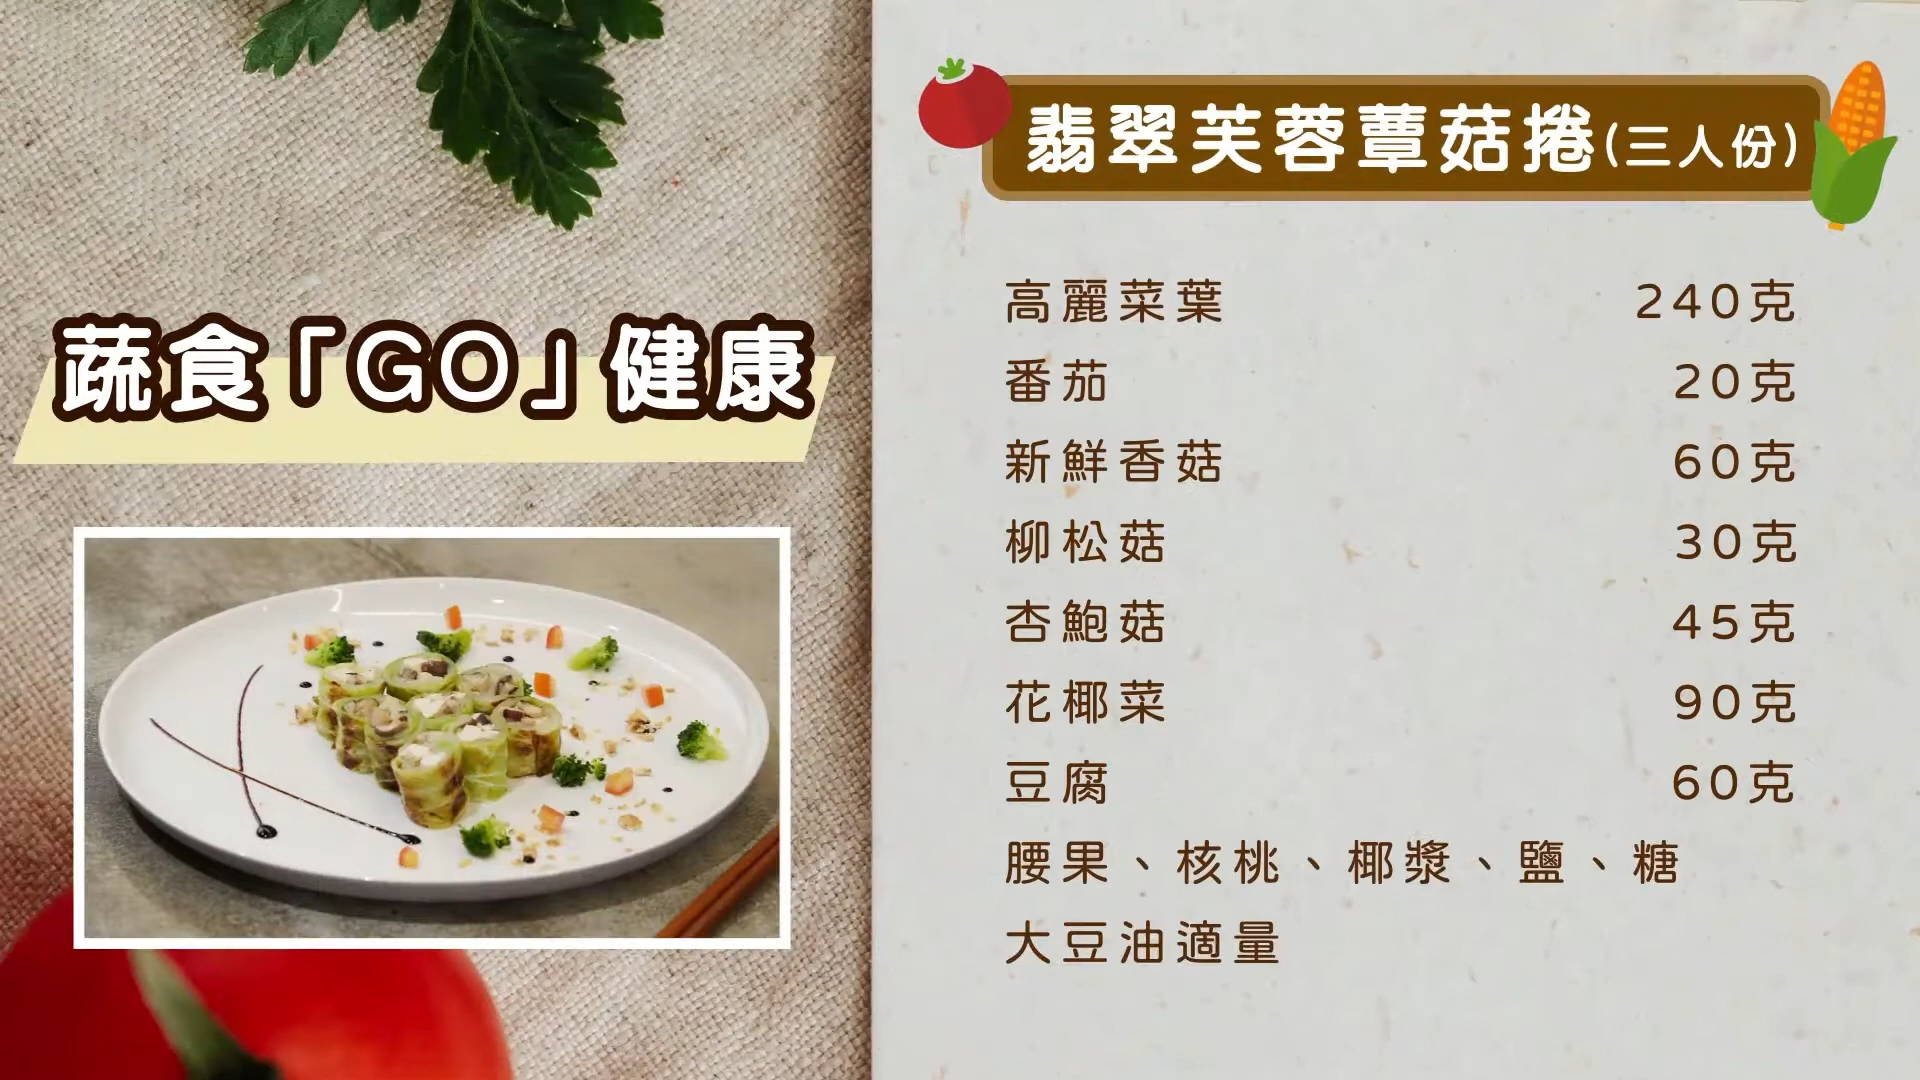 蔬食「GO」健康
翡翠芙蓉蕈菇捲(三人份)
高麗菜葉 240克
番茄 20克
新鮮香菇 60克
柳松菇 30克
杏鮑菇 45克
花椰菜 90克
豆腐 60克
腰果、核桃、椰漿、鹽、糖
大豆油適量